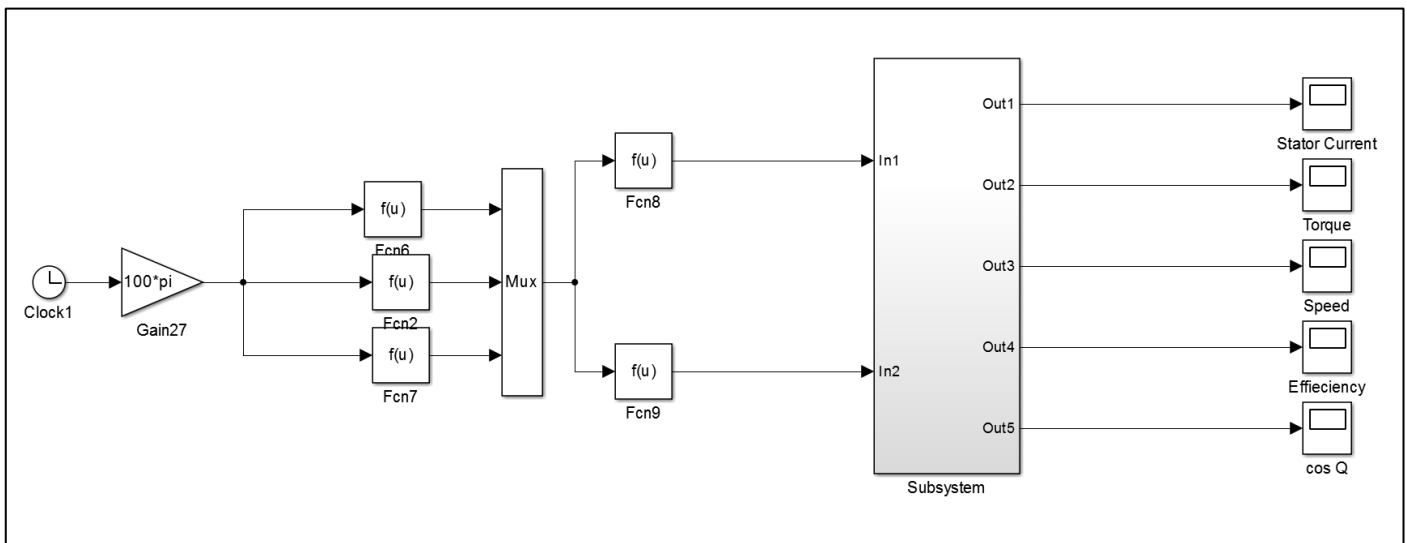 Clock1
100*pi
Gain27
f(u)
Fcn6
f(u)
Fcn2
f(u)
Fcn7
Mux
f(u)
Fcn8
f(u)
Fcn9
In1
In2
Out1
Out2
Out3
Out4
Out5
Subsystem
Stator Current
Torque
Speed
Effieciency
cos Q